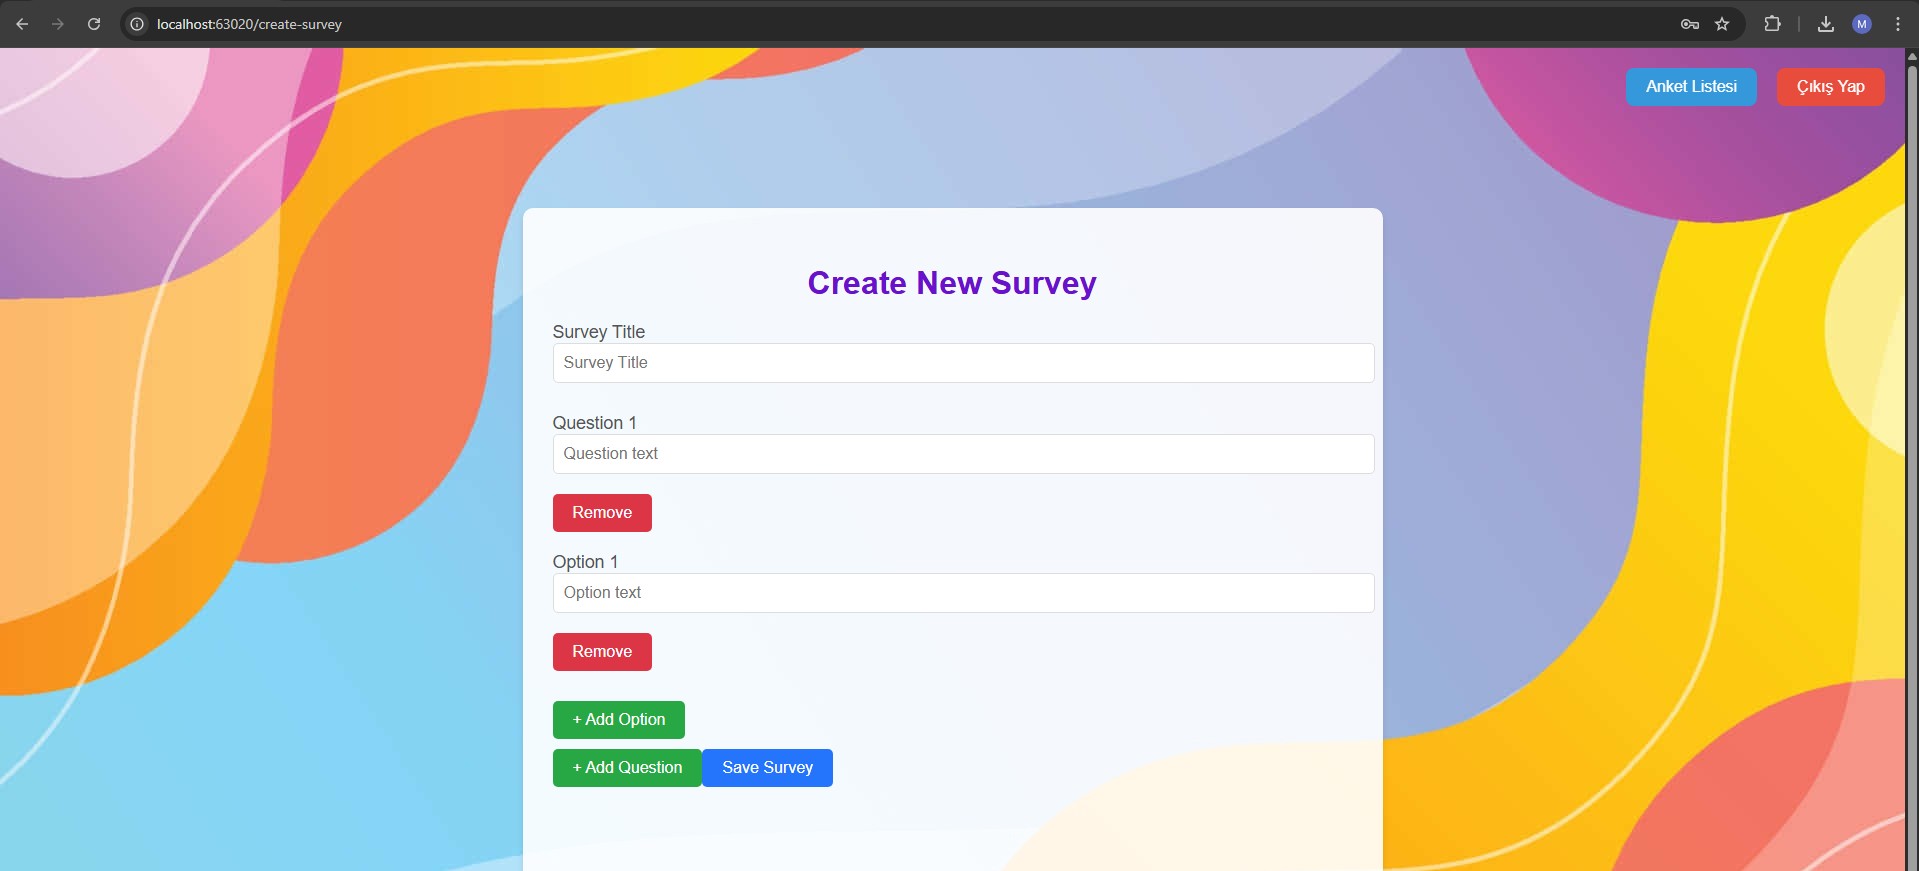 localhost:63020/create-survey
M
Anket Listesi
Çıkış Yap
Create New Survey
Survey Title
Survey Title
Question 1
Question text
Remove
Option 1
Option text
Remove
+ Add Option
+ Add Question Save Survey